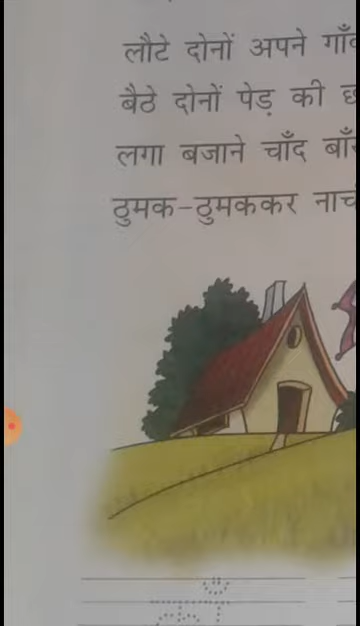 लौटे दोनों अपने
बैठे दोनों पेड़ की
लगा बजाने चाँद
ठुमक-ठुमककर